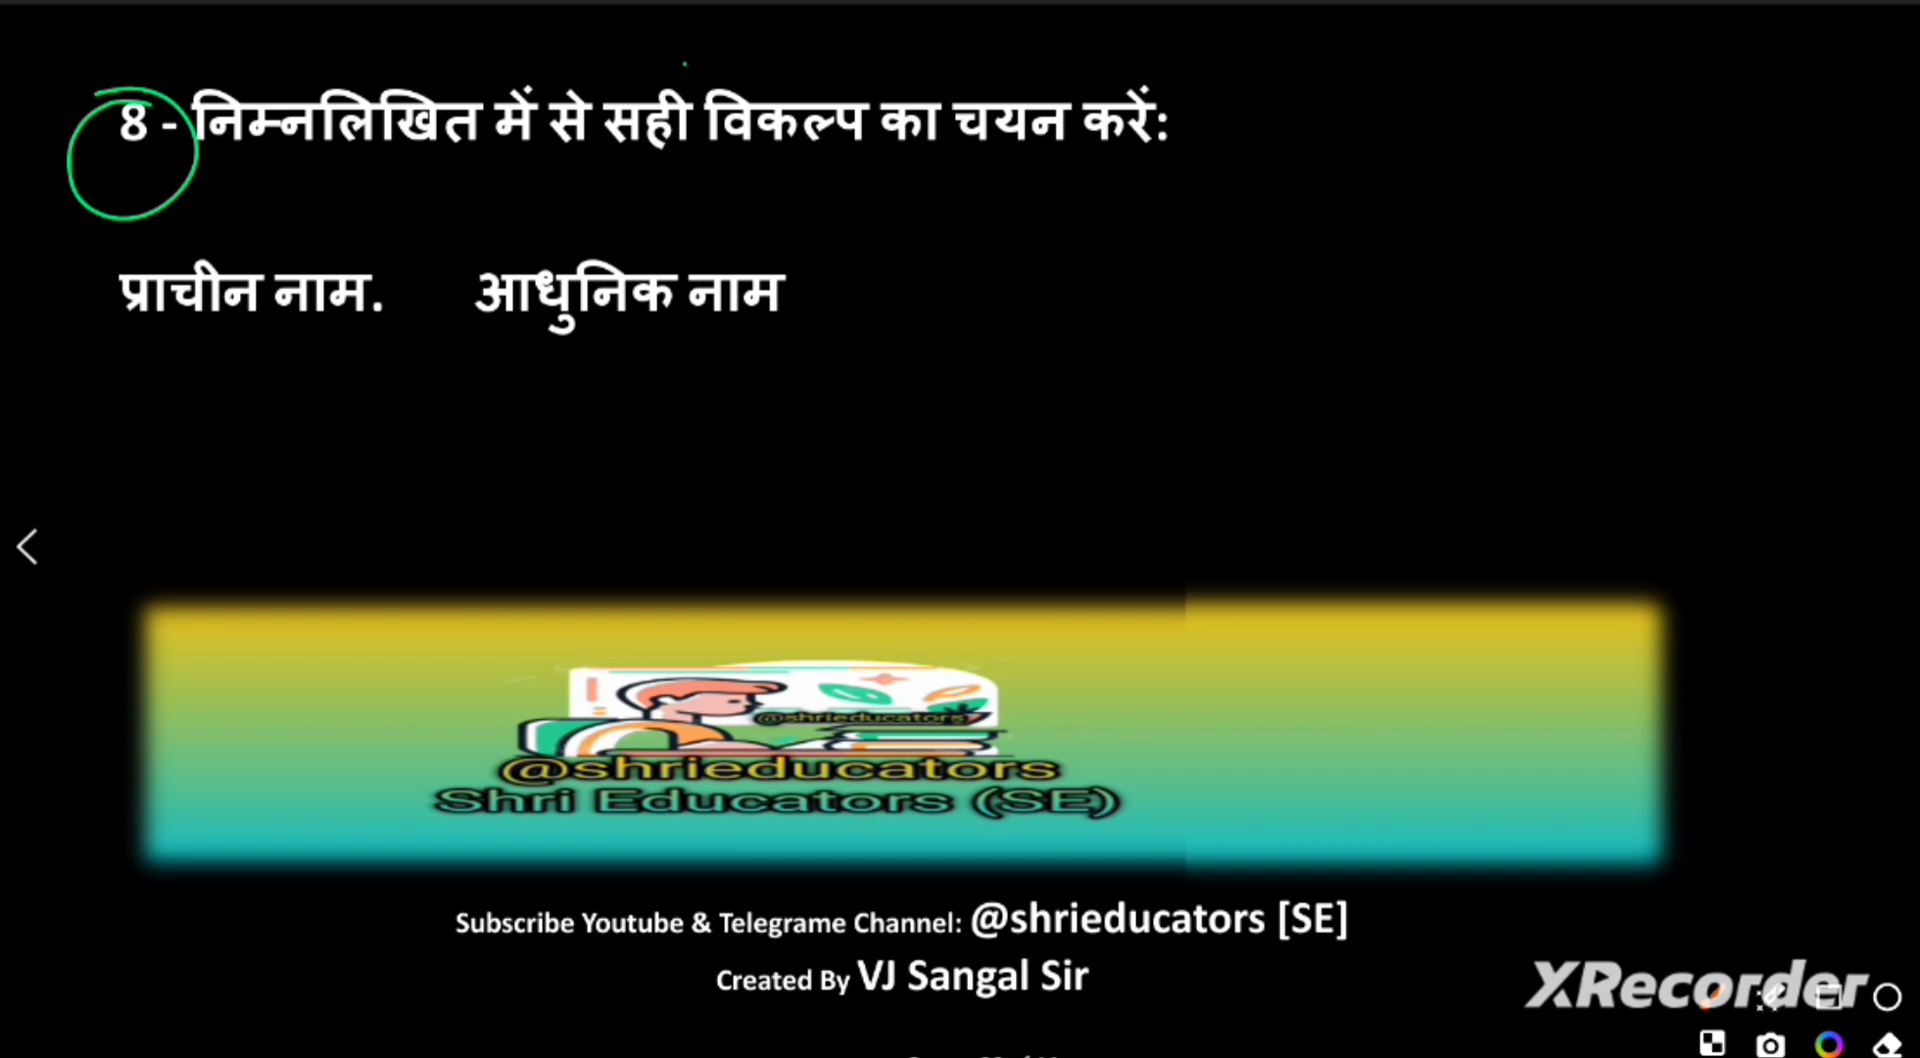 8 - निम्नलिखित में से सही विकल्प का चयन करें:
प्राचीन नाम. आधुनिक नाम
@shrieducators
@shrieducators
Shri Educators (SE)
Subscribe Youtube & Telegrame Channel: @shrieducators [SE]
Created By VJ Sangal Sir
XRecorder